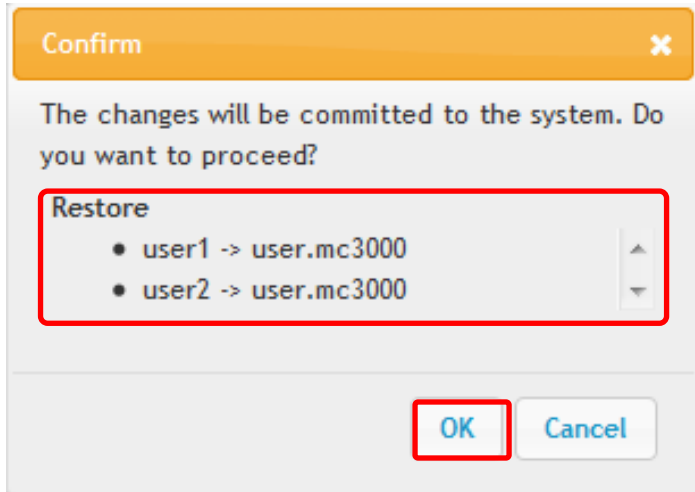 Confirm
The changes will be committed to the system. Do
you want to proceed?
Restore
• user1 -> user.mc3000
• user2 -> user.mc3000
OK
Cancel